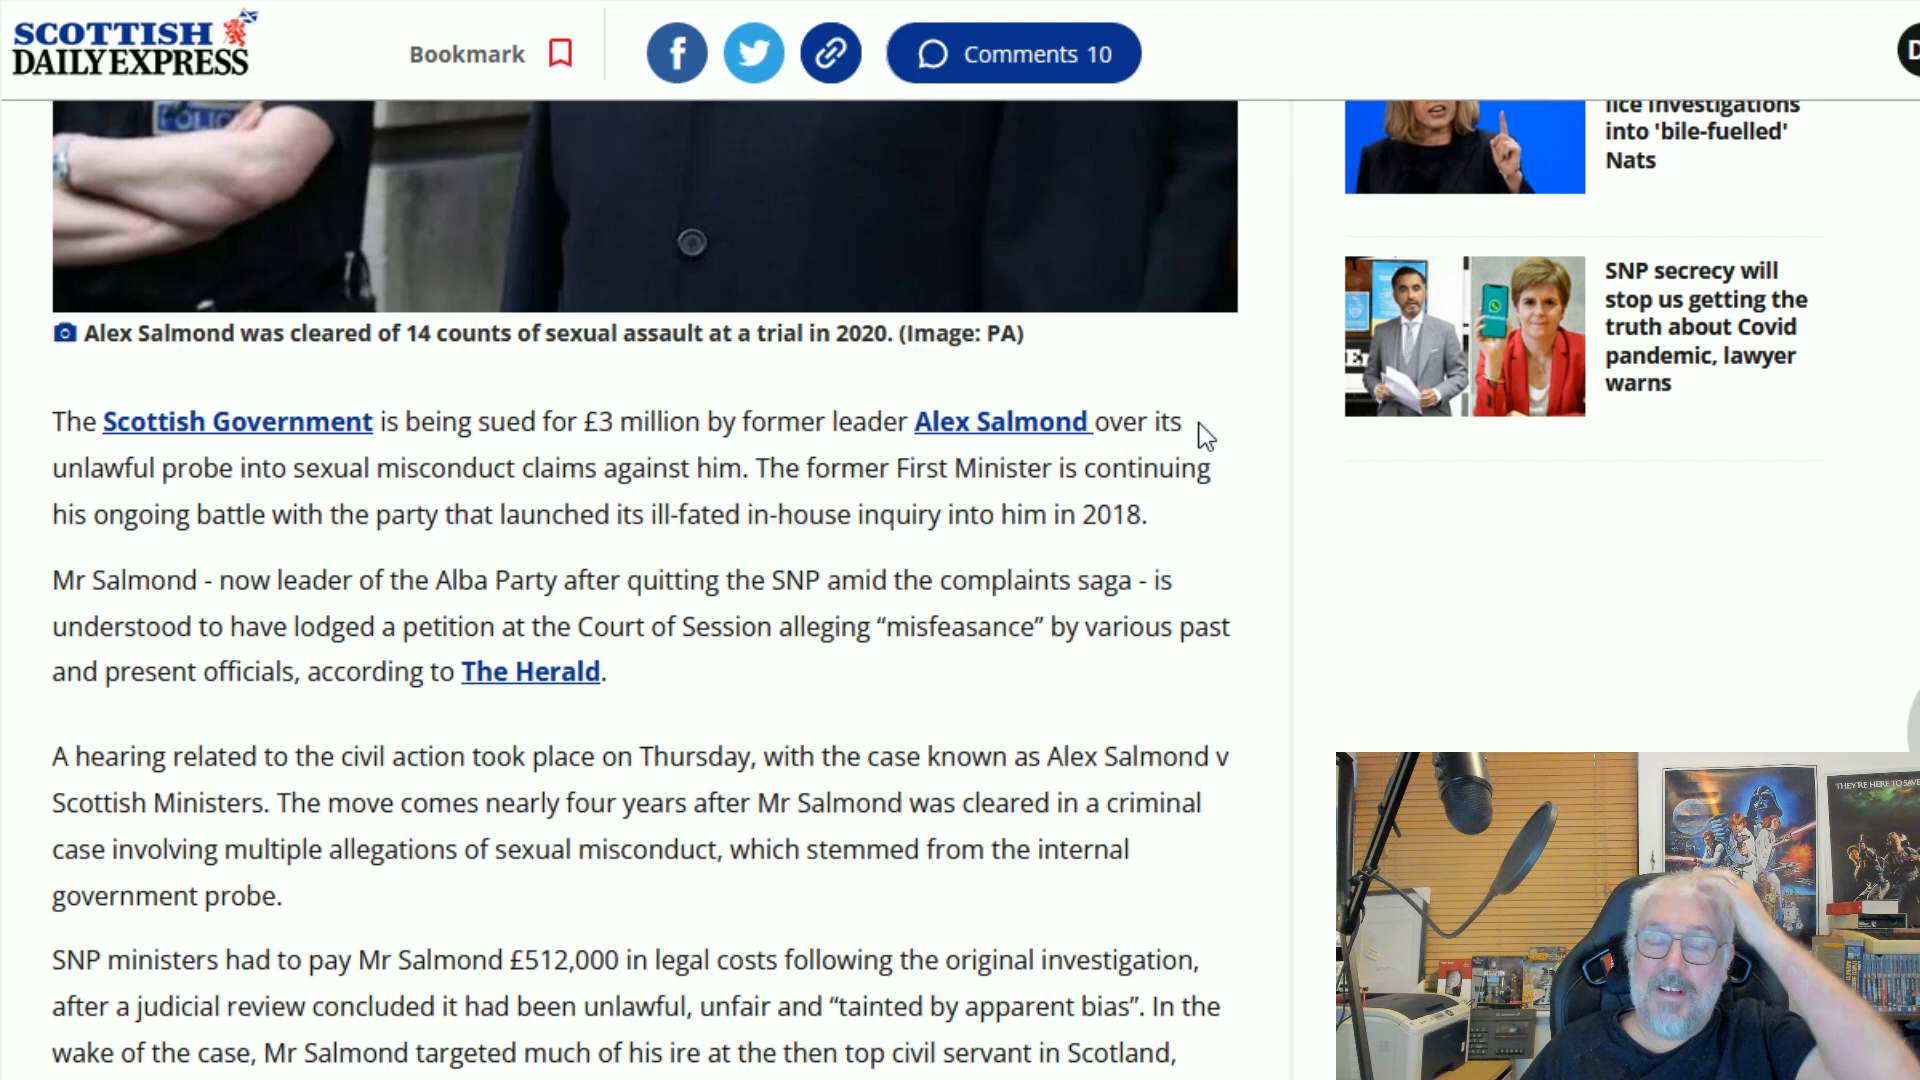 SCOTTISH
DAILY EXPRESS
Bookmark
Comments 10
POLICE
lice investigations
into 'bile-fuelled'
Nats
SNP secrecy will
stop us getting the
truth about Covid
pandemic, lawyer
warns
Alex Salmond was cleared of 14 counts of sexual assault at a trial in 2020. (Image: PA)
The Scottish Government is being sued for £3 million by former leader Alex Salmond over its
unlawful probe into sexual misconduct claims against him. The former First Minister is continuing
his ongoing battle with the party that launched its ill-fated in-house inquiry into him in 2018.
Mr Salmond - now leader of the Alba Party after quitting the SNP amid the complaints saga - is
understood to have lodged a petition at the Court of Session alleging “misfeasance” by various past
and present officials, according to The Herald.
A hearing related to the civil action took place on Thursday, with the case known as Alex Salmond v
Scottish Ministers. The move comes nearly four years after Mr Salmond was cleared in a criminal
case involving multiple allegations of sexual misconduct, which stemmed from the internal
government probe.
SNP ministers had to pay Mr Salmond £512,000 in legal costs following the original investigation,
after a judicial review concluded it had been unlawful, unfair and “tainted by apparent bias”. In the
wake of the case, Mr Salmond targeted much of his ire at the then top civil servant in Scotland,
THEY'RE HERE TO SAVE